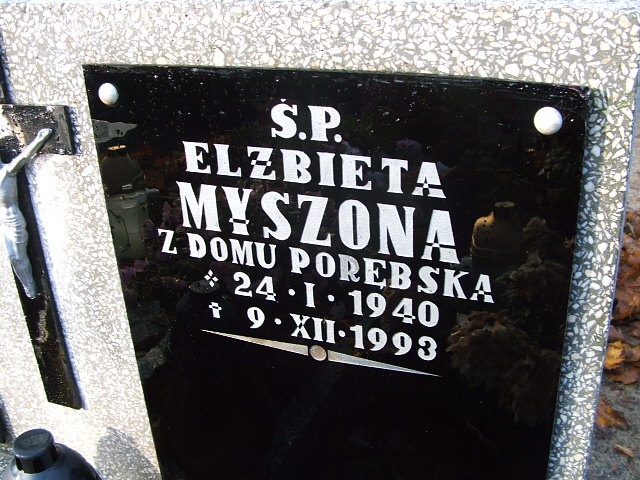 Ś.P.
ELŻBIETA
MYSZONA
Z DOMU PORĘBSKA
24·I·1940
✝ 9·XII·1993